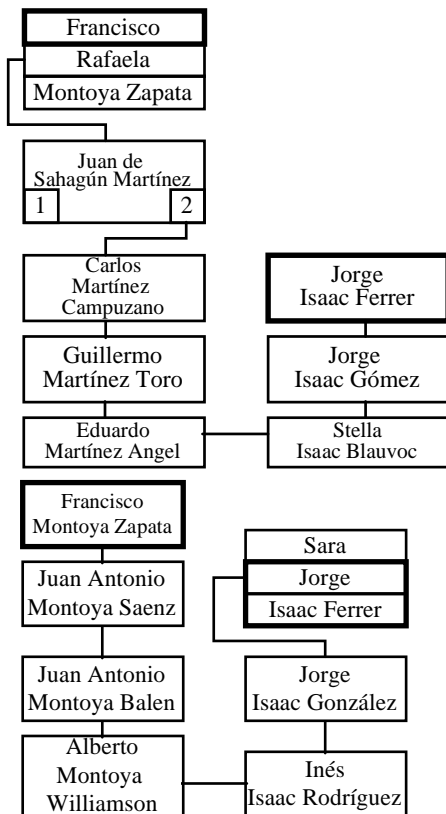 Francisco
Rafaela
Montoya Zapata
Juan de
Sahagún Martínez
1 2
Carlos
Martínez
Campuzano
Jorge
Isaac Ferrer
Guillermo
Martínez Toro
Jorge
Isaac Gómez
Eduardo
Martínez Angel
Stella
Isaac Blauvoc
Francisco
Montoya Zapata
Sara
Jorge
Isaac Ferrer
Juan Antonio
Montoya Saenz
Juan Antonio
Montoya Balen
Jorge
Isaac González
Alberto
Montoya
Williamson
Inés
Isaac Rodríguez